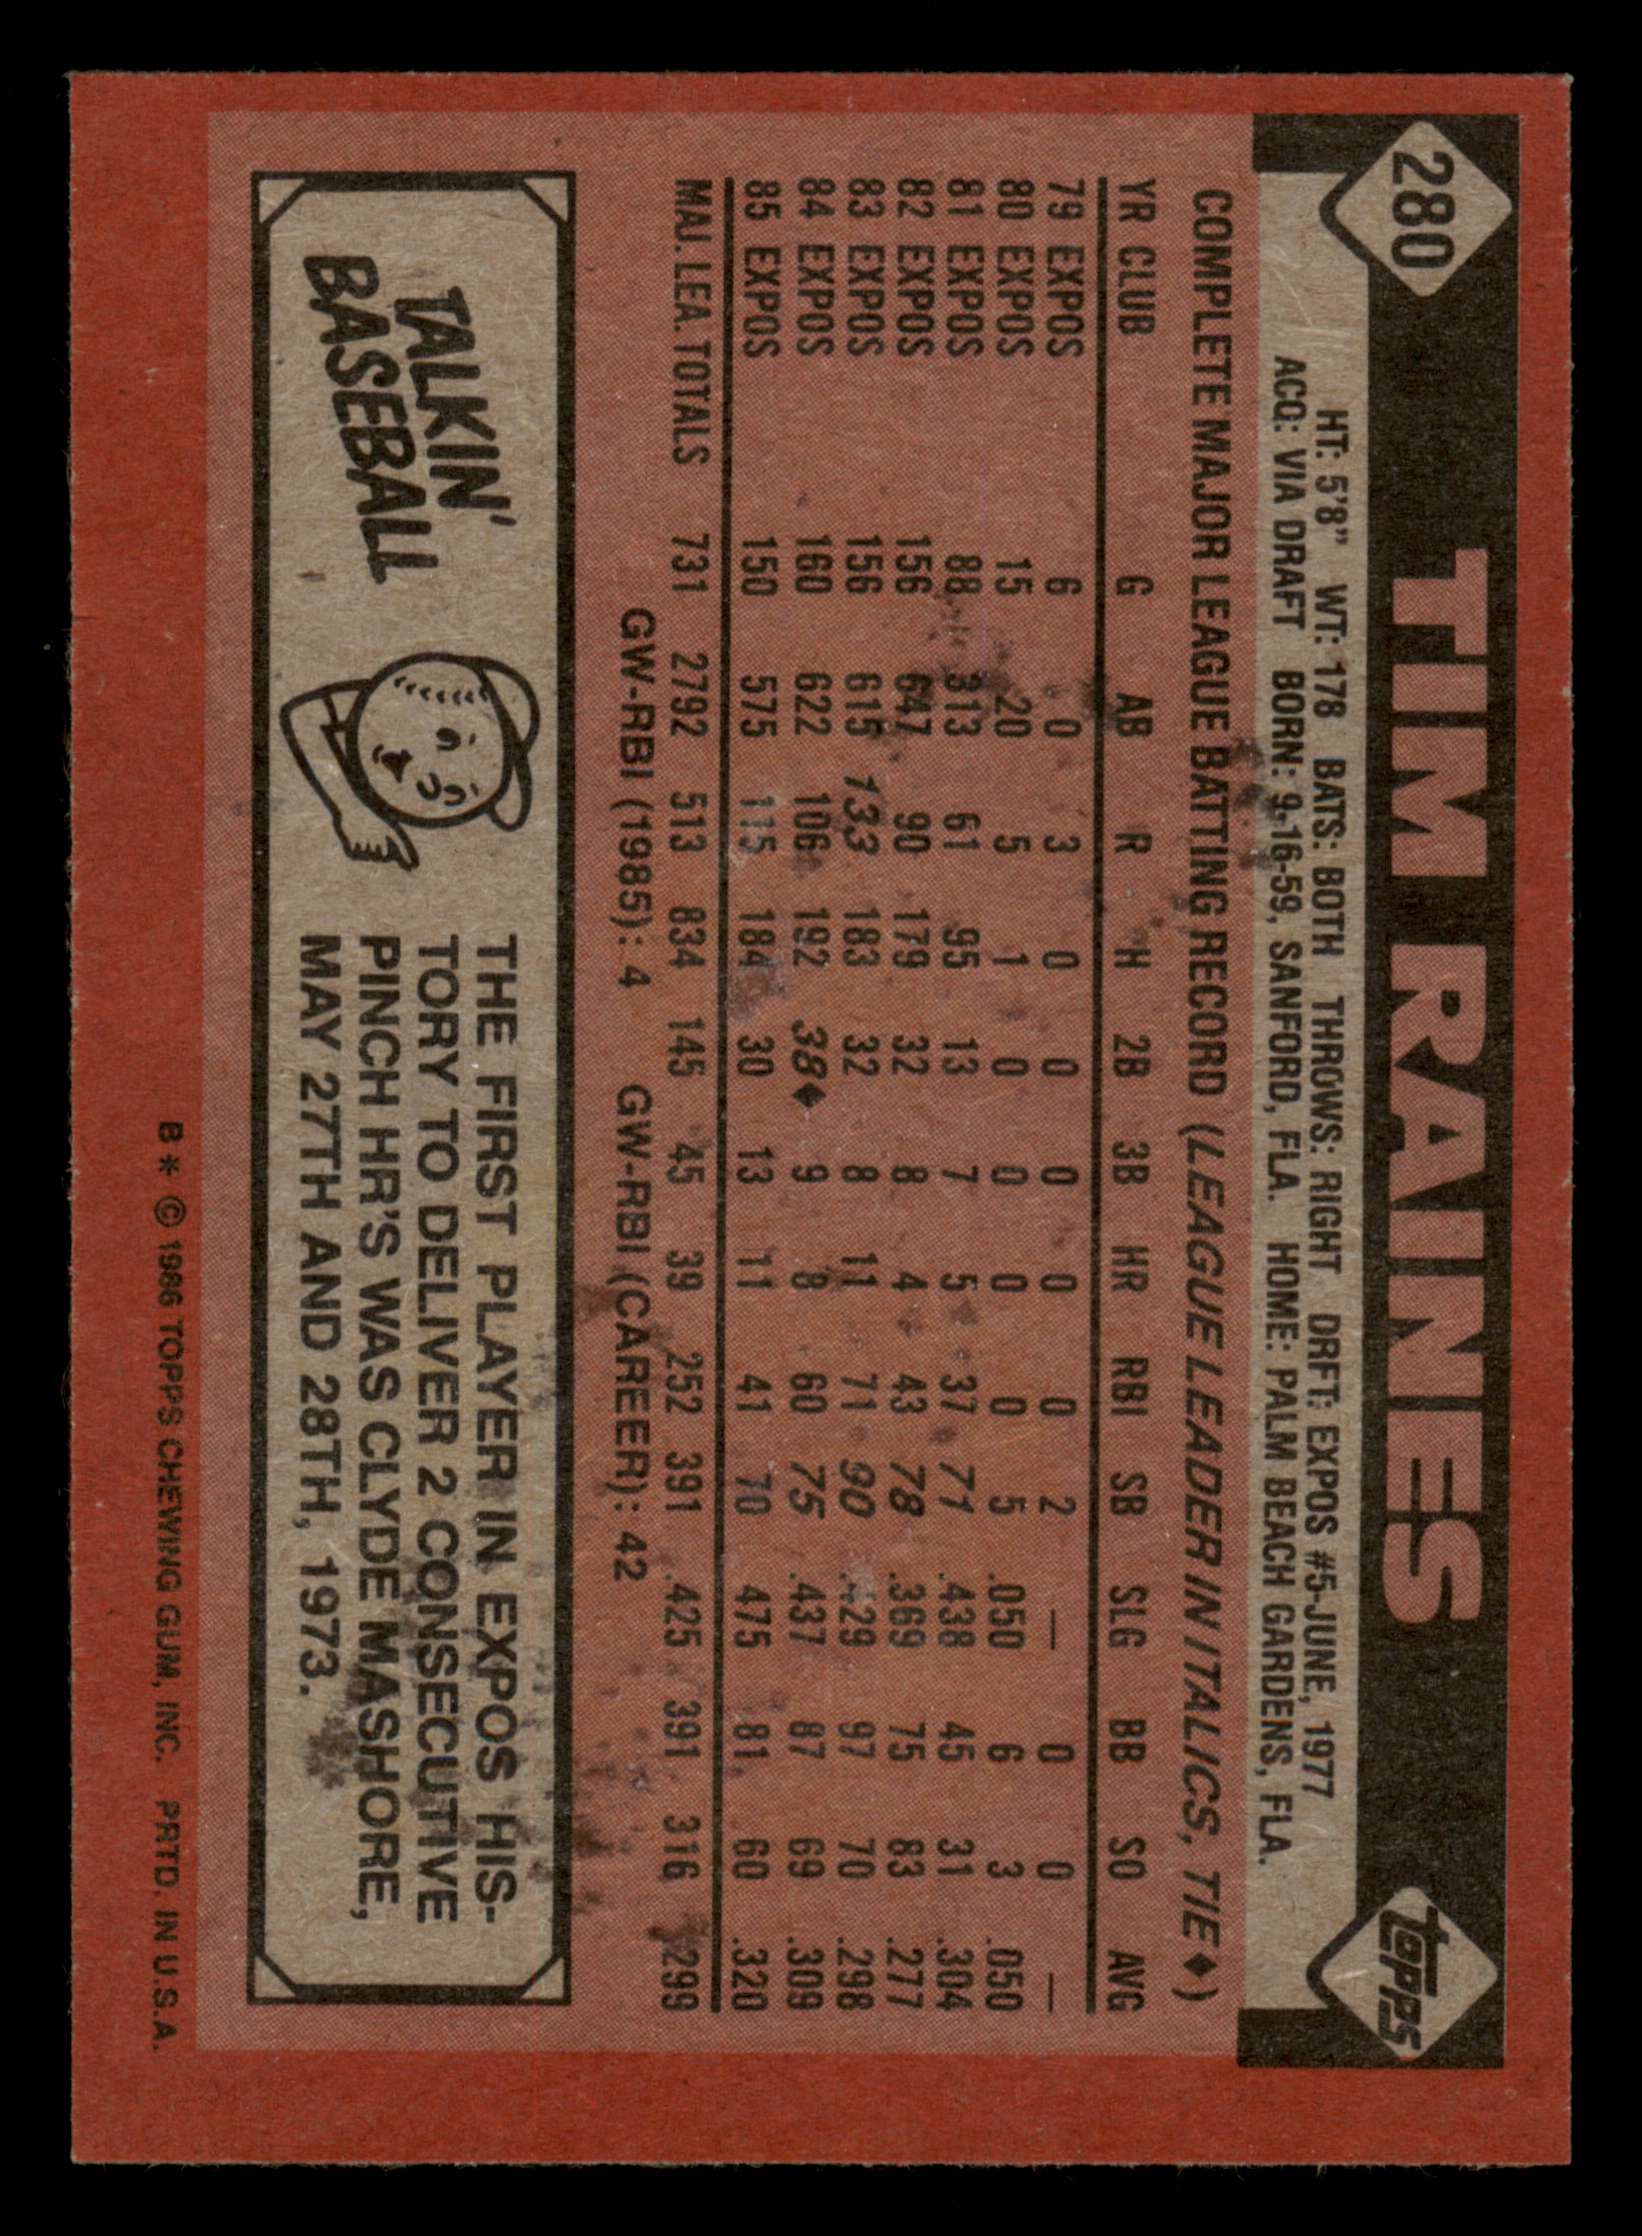 280 TIM RAINES topps
HT: 5'8" WT: 178 BATS: BOTH THROWS: RIGHT DRFT: EXPOS #5-JUNE, 1977
ACQ: VIA DRAFT BORN: 9-16-59, SANFORD, FLA. HOME: PALM BEACH GARDENS, FLA.
COMPLETE MAJOR LEAGUE BATTING RECORD (LEAGUE LEADER IN ITALICS, TIE ♦)
YR CLUB G AB R H 2B 3B HR RBI SB SLG BB SO AVG
79 EXPOS 6 0 3 0 0 0 0 0 2 — 0 0 —
80 EXPOS 15 20 5 1 0 0 0 0 5 .050 6 3 .050
81 EXPOS 88 313 61 95 13 7 5 37 71 .438 45 31 .304
82 EXPOS 156 647 90 179 32 8 4 43 78 .369 75 83 .277
83 EXPOS 156 615 133 183 32 8 11 71 90 .429 97 70 .298
84 EXPOS 160 622 106 192 38♦ 9 8 60 75 .437 87 69 .309
85 EXPOS 150 575 115 184 30 13 11 41 70 .475 81 60 .320
MAJ. LEA. TOTALS 731 2792 513 834 145 45 39 252 391 .425 391 316 .299
GW-RBI (1985): 4 GW-RBI (CAREER): 42
TALKIN'
BASEBALL
THE FIRST PLAYER IN EXPOS HIS-
TORY TO DELIVER 2 CONSECUTIVE
PINCH HR'S WAS CLYDE MASHORE,
MAY 27TH AND 28TH, 1973.
B * © 1986 TOPPS CHEWING GUM, INC. PRTD. IN U.S.A.